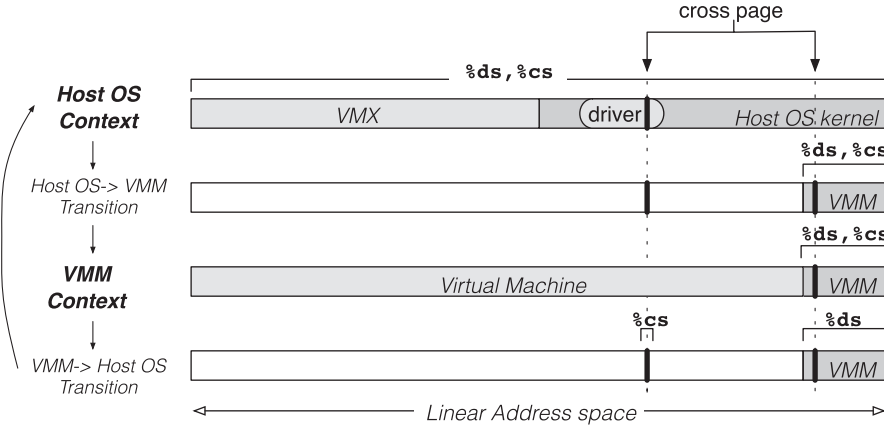 cross page
%ds,%cs
Host OS
Context
VMX
driver
Host OS kernel
%ds,%cs
Host OS-> VMM
Transition
VMM
%ds,%cs
VMM
Context
Virtual Machine
VMM
%cs
%ds
VMM-> Host OS
Transition
VMM
Linear Address space